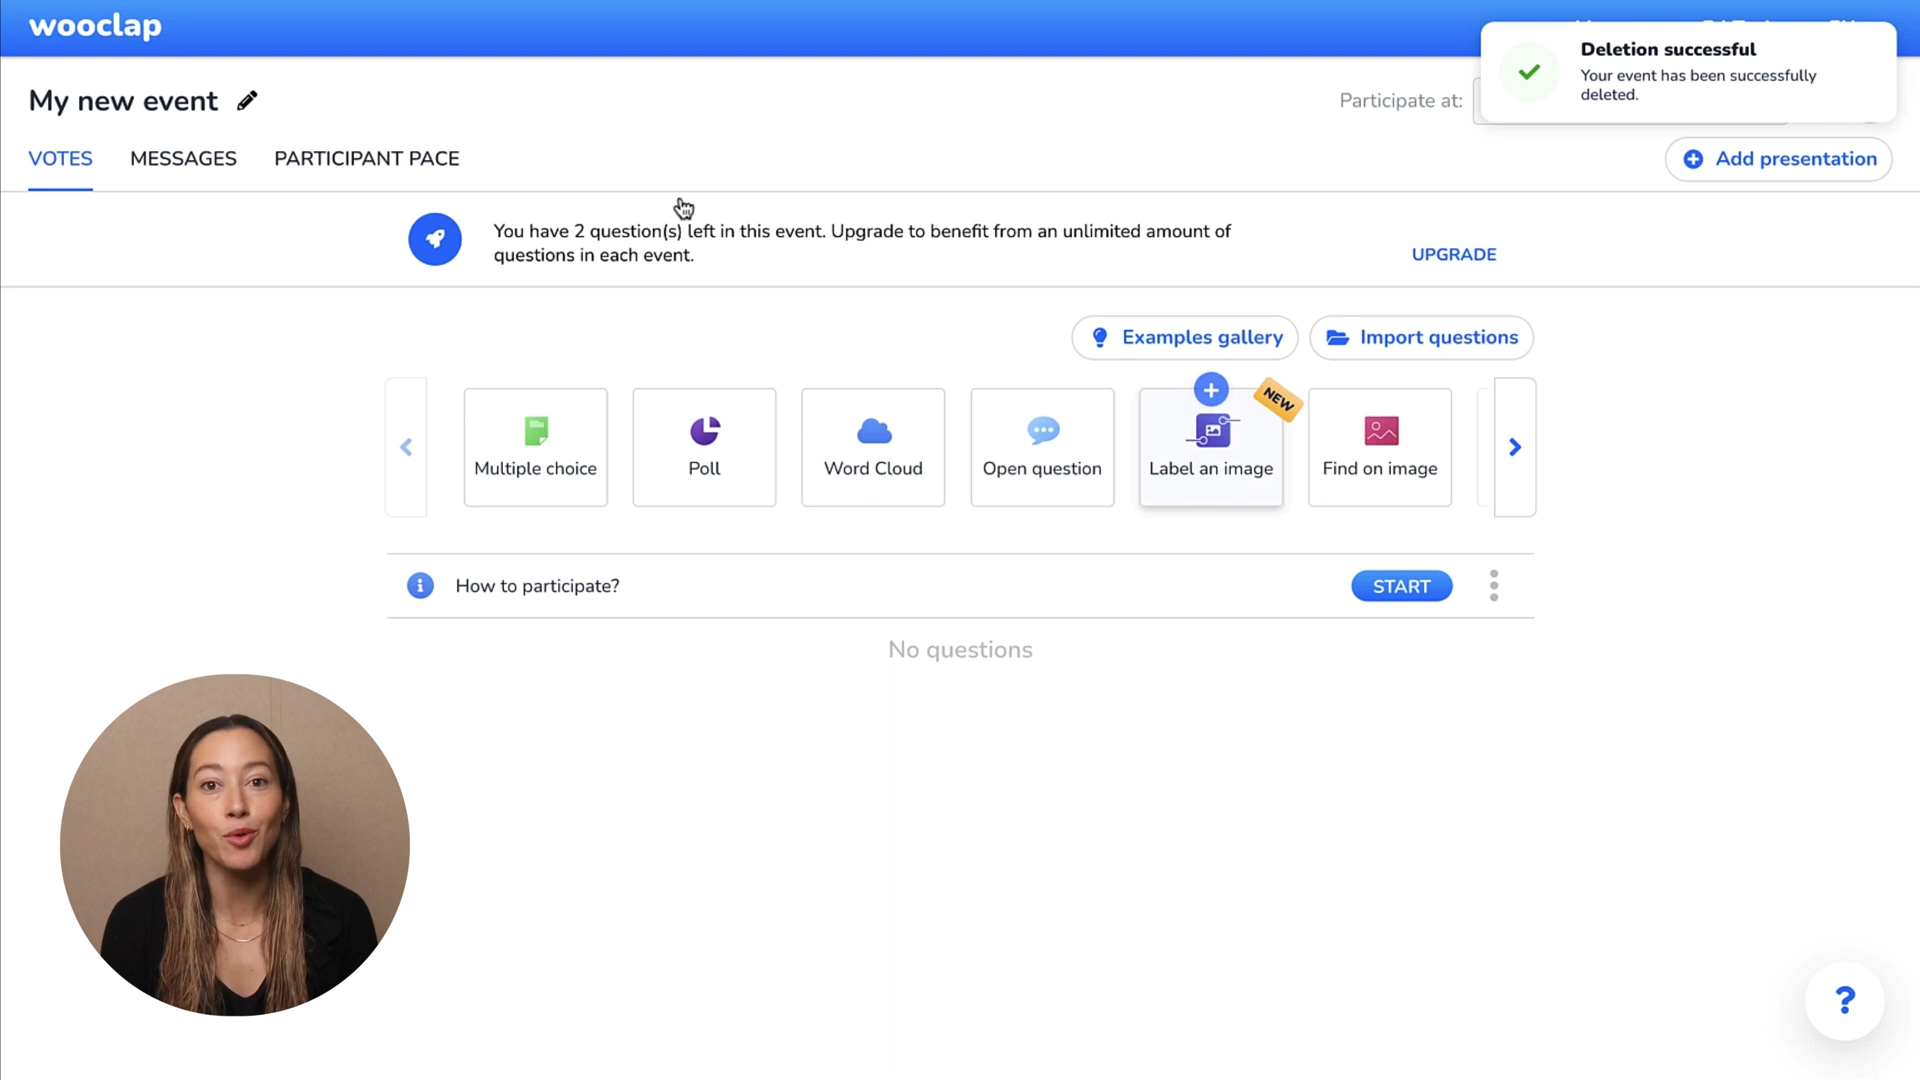 wooclap
Deletion successful
Your event has been successfully
deleted.
My new event
Participate at:
VOTES
MESSAGES
PARTICIPANT PACE
Add presentation
You have 2 question(s) left in this event. Upgrade to benefit from an unlimited amount of
questions in each event.
UPGRADE
Examples gallery
Import questions
NEW
Multiple choice
Poll
Word Cloud
Open question
Label an image
Find on image
How to participate?
START
No questions
?